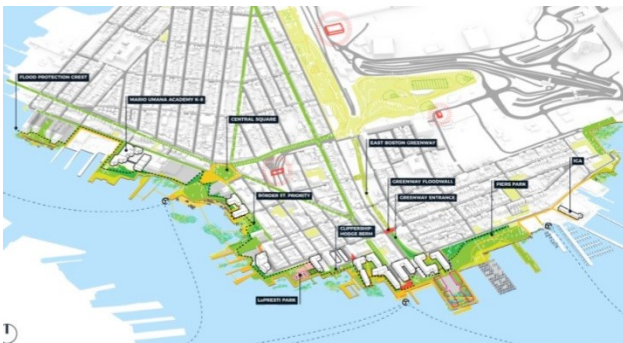 FLOOD PROTECTION CREST
MARIO UMANA ACADEMY K-8
CENTRAL SQUARE
EAST BOSTON GREENWAY
ICA
GREENWAY FLOODWALL
PIERS PARK
BORDER ST. PRIORITY
GREENWAY ENTRANCE
CLIPPERSHIP
HODGE BERM
LoPRESTI PARK